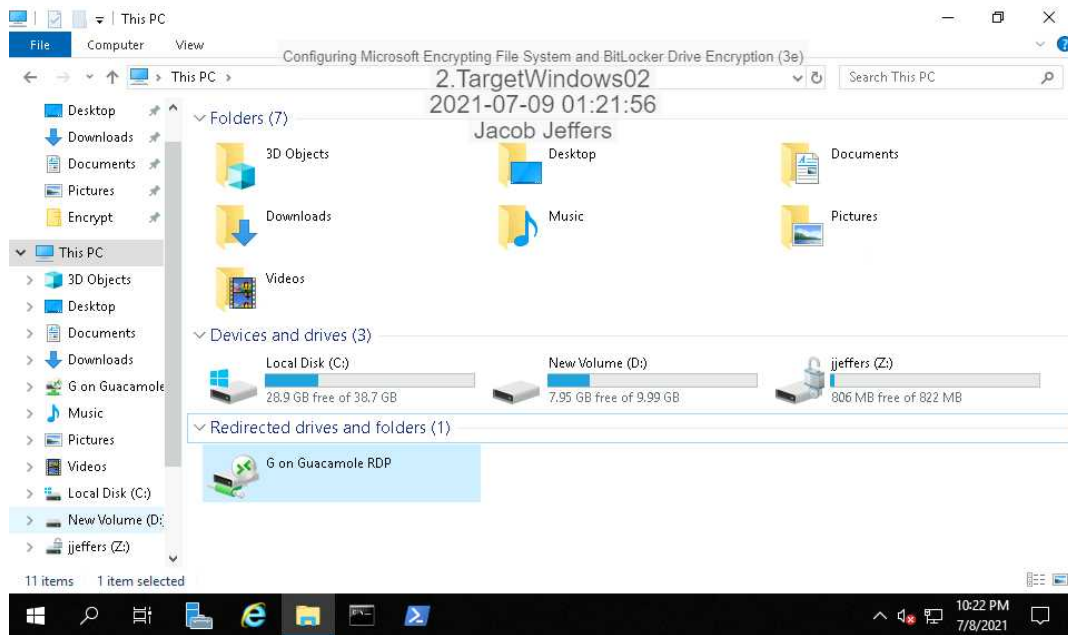 This PC
File Computer View
Configuring Microsoft Encrypting File System and BitLocker Drive Encryption (3e)
This PC
2.TargetWindows02
Search This PC
2021-07-09 01:21:56
Jacob Jeffers
Desktop
Downloads
Documents
Pictures
Encrypt
This PC
3D Objects
Desktop
Documents
Downloads
G on Guacamole
Music
Pictures
Videos
Local Disk (C:)
New Volume (D:
jjeffers (Z:)
Folders (7)
3D Objects
Desktop
Documents
Downloads
Music
Pictures
Videos
Devices and drives (3)
Local Disk (C:)
28.9 GB free of 38.7 GB
New Volume (D:)
7.95 GB free of 9.99 GB
jjeffers (Z:)
806 MB free of 822 MB
Redirected drives and folders (1)
G on Guacamole RDP
11 items 1 item selected
10:22 PM
7/8/2021